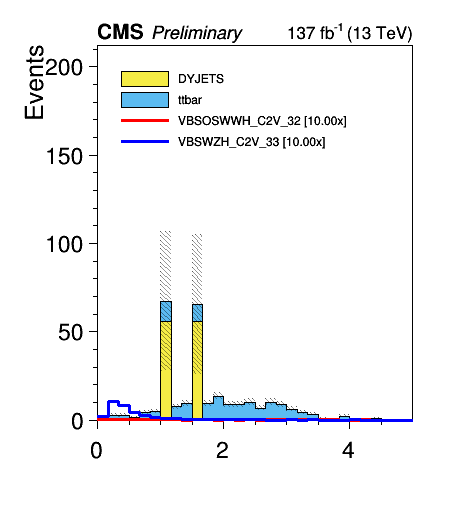 CMS Preliminary 137 fb⁻¹ (13 TeV)
Events
200
150
100
50
0
DYJETS
ttbar
VBSOSWWH_C2V_32 [10.00x]
VBSWZH_C2V_33 [10.00x]
0 2 4